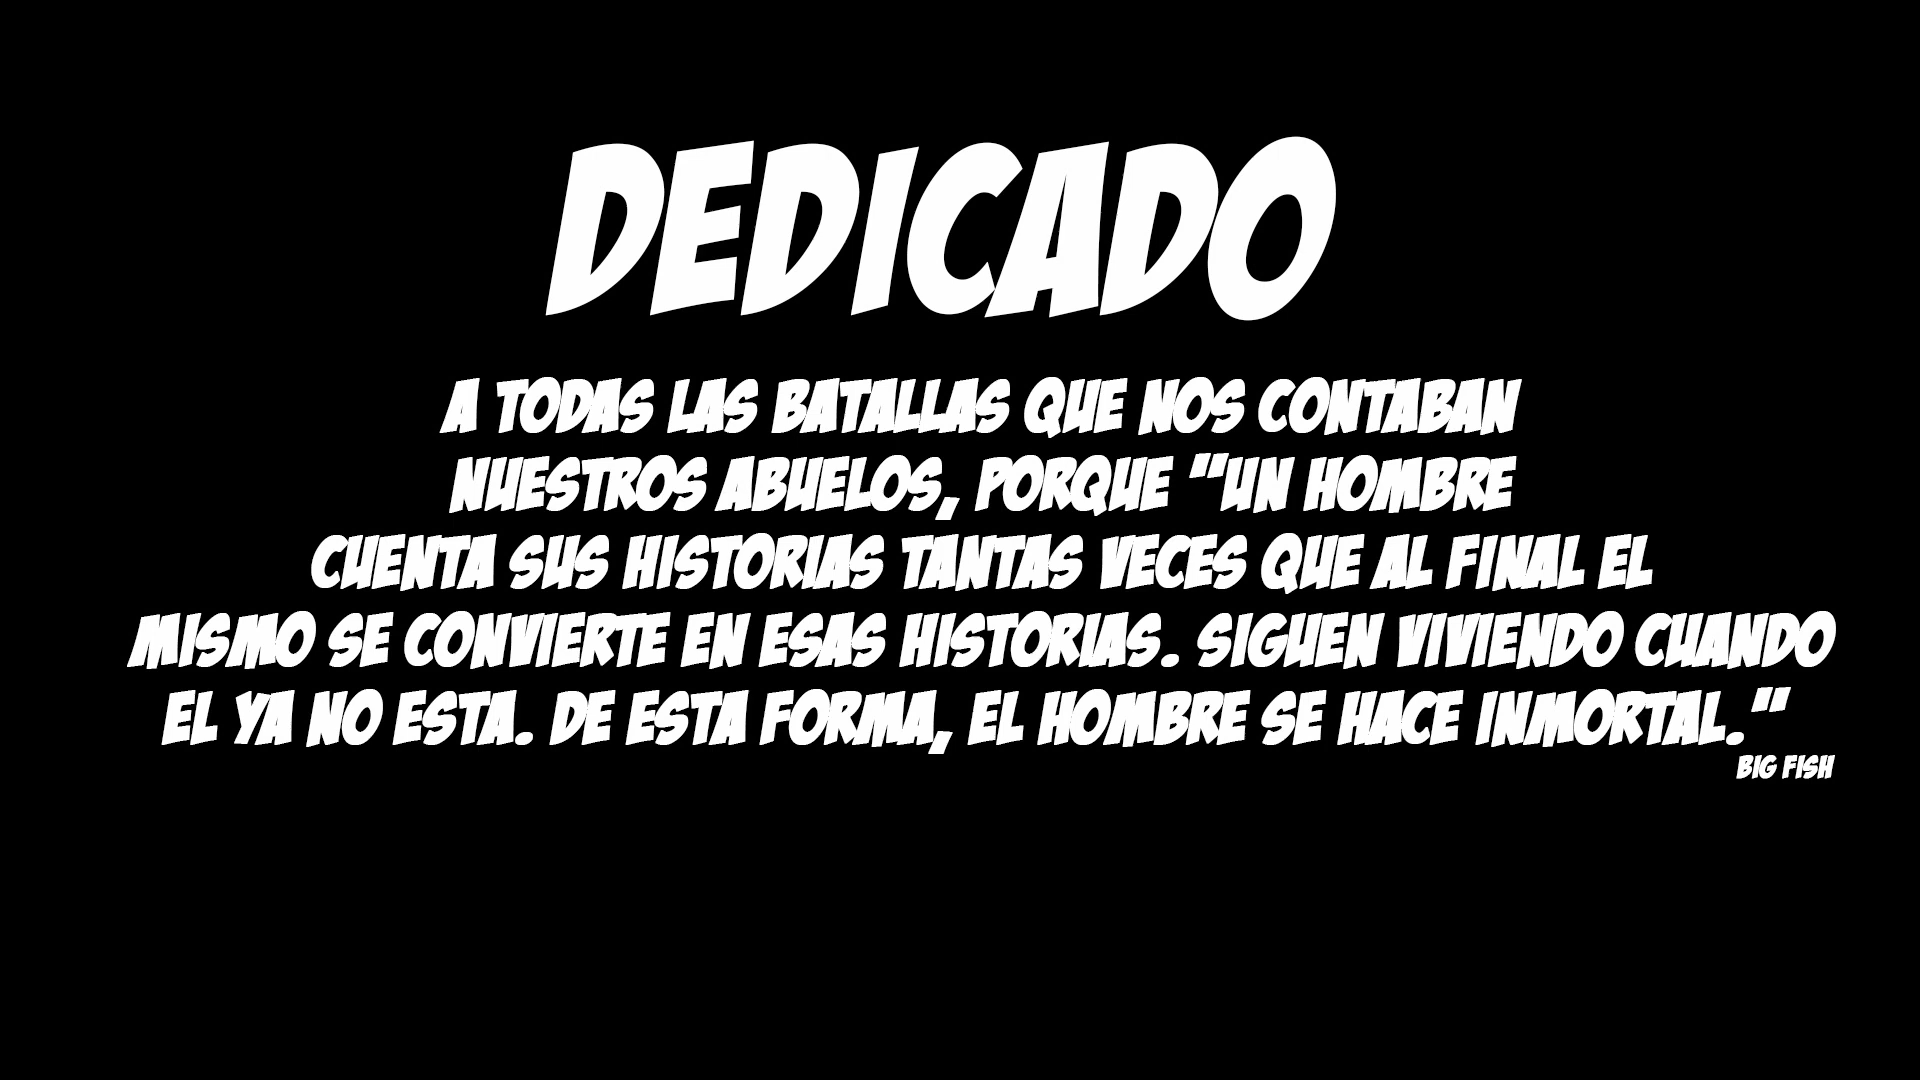 DEDICADO
A TODAS LAS BATALLAS QUE NOS CONTABAN
NUESTROS ABUELOS, PORQUE "UN HOMBRE
CUENTA SUS HISTORIAS TANTAS VECES QUE AL FINAL EL
MISMO SE CONVIERTE EN ESAS HISTORIAS. SIGUEN VIVIENDO CUANDO
EL YA NO ESTA. DE ESTA FORMA, EL HOMBRE SE HACE INMORTAL."
BIG FISH